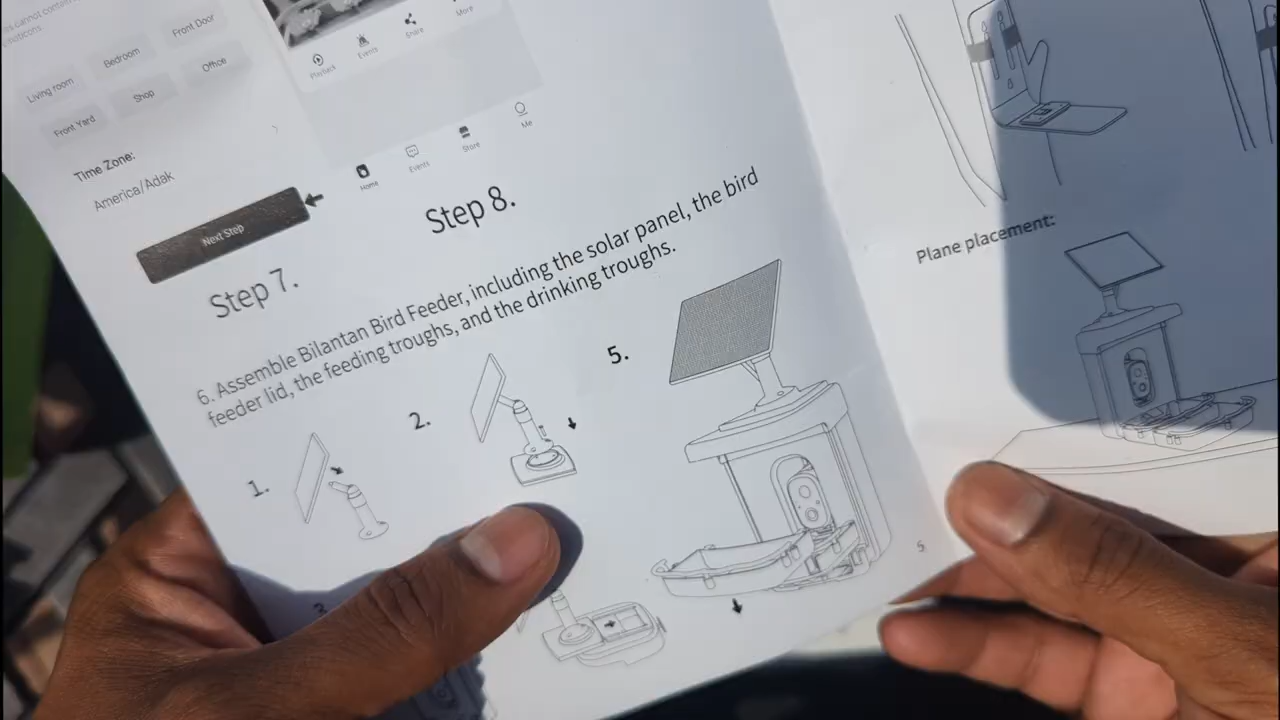 Living room
Bedroom
Front Door
Front Yard
Shop
Office
Time Zone:
America/Adak
Next Step
Step 7.
Playback
Events
Share
More
Home
Events
Store
Me
Step 8.
6. Assemble Bilantan Bird Feeder, including the solar panel, the bird
feeder lid, the feeding troughs, and the drinking troughs.
1.
2.
3
5.
5
Plane placement: